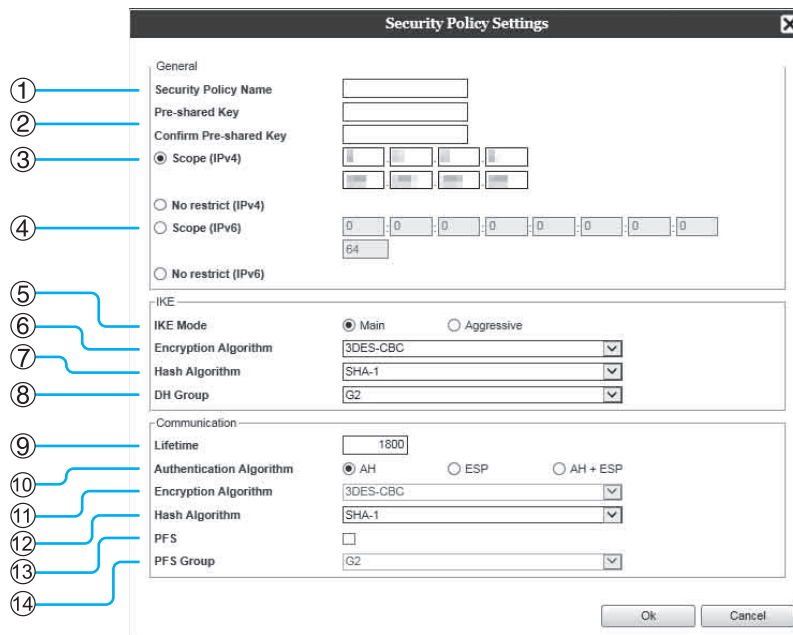 Security Policy Settings
General
① Security Policy Name
Pre-shared Key
②
Confirm Pre-shared Key
③ Scope (IPv4)
. . .
. . .
No restrict (IPv4)
④ Scope (IPv6) 0 : 0 : 0 : 0 : 0 : 0 : 0 : 0
64
No restrict (IPv6)
IKE
⑤ IKE Mode Main Aggressive
⑥ Encryption Algorithm 3DES-CBC
⑦ Hash Algorithm SHA-1
⑧ DH Group G2
Communication
⑨ Lifetime 1800
⑩ Authentication Algorithm AH ESP AH + ESP
⑪ Encryption Algorithm 3DES-CBC
⑫ Hash Algorithm SHA-1
⑬ PFS
⑭ PFS Group G2
Ok Cancel